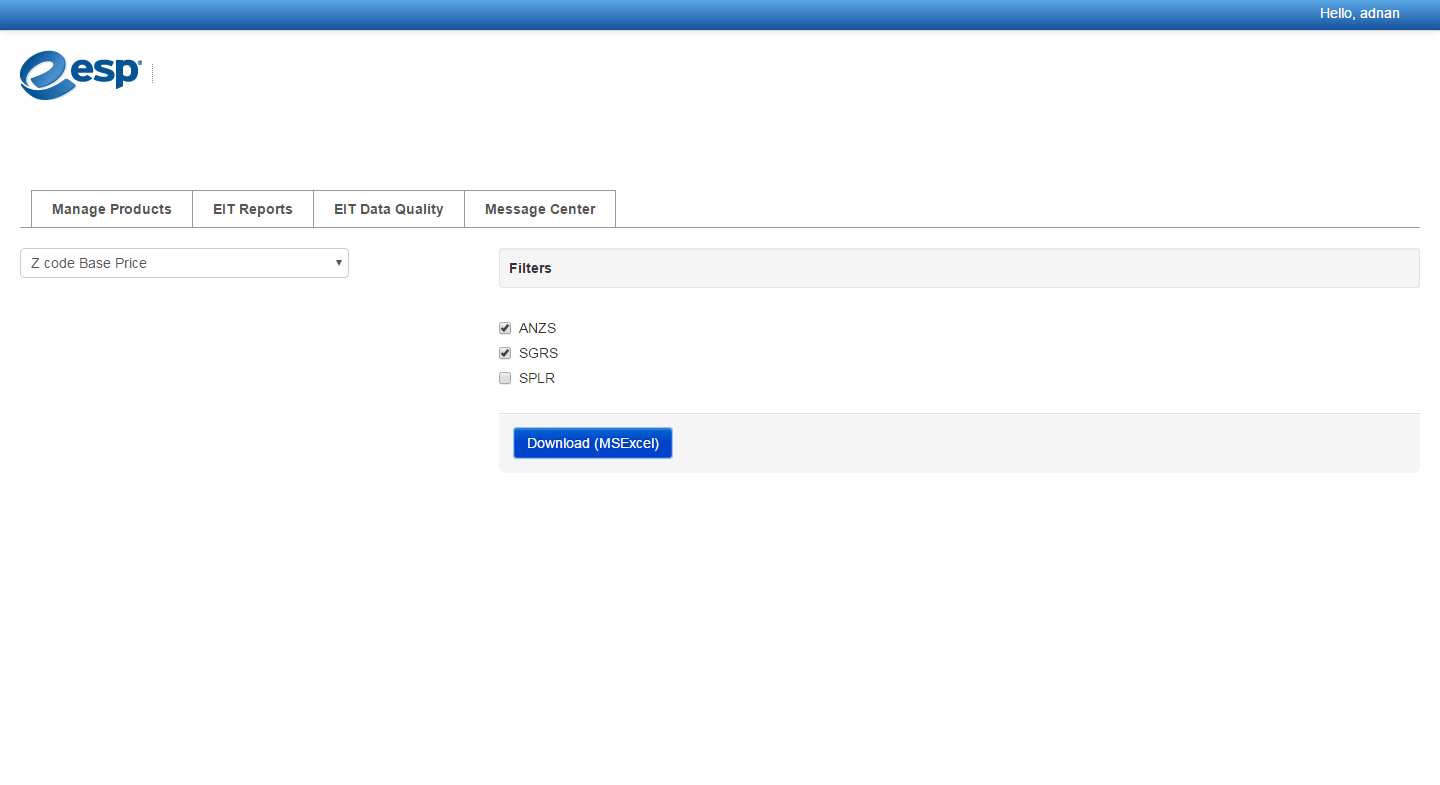 Hello, adnan
esp®
Manage Products EIT Reports EIT Data Quality Message Center
Z code Base Price
Filters
ANZS
SGRS
SPLR
Download (MSExcel)